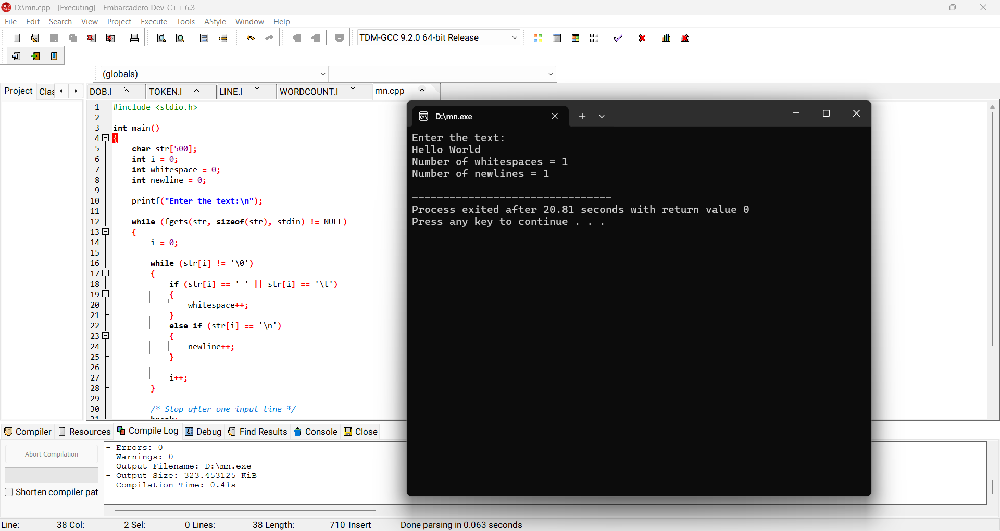 D:\mn.cpp - [Executing] - Embarcadero Dev-C++ 6.3
File Edit Search View Project Execute Tools AStyle Window Help
TDM-GCC 9.2.0 64-bit Release
(globals)
Project Clas
DOB.l TOKEN.l LINE.l WORDCOUNT.l mn.cpp
1 #include <stdio.h>
2
3 int main()
4 {
5 char str[500];
6 int i = 0;
7 int whitespace = 0;
8 int newline = 0;
9
10 printf("Enter the text:\n");
11
12 while (fgets(str, sizeof(str), stdin) != NULL)
13 {
14 i = 0;
15
16 while (str[i] != '\0')
17 {
18 if (str[i] == ' ' || str[i] == '\t')
19 {
20 whitespace++;
21 }
22 else if (str[i] == '\n')
23 {
24 newline++;
25 }
26
27 i++;
28 }
29
30 /* Stop after one input line */
D:\mn.exe
Enter the text:
Hello World
Number of whitespaces = 1
Number of newlines = 1
--------------------------------
Process exited after 20.81 seconds with return value 0
Press any key to continue . . .
Compiler Resources Compile Log Debug Find Results Console Close
Abort Compilation
Shorten compiler pat
- Errors: 0
- Warnings: 0
- Output Filename: D:\mn.exe
- Output Size: 323.453125 KiB
- Compilation Time: 0.41s
Line: 38 Col: 2 Sel: 0 Lines: 38 Length: 710 Insert Done parsing in 0.063 seconds